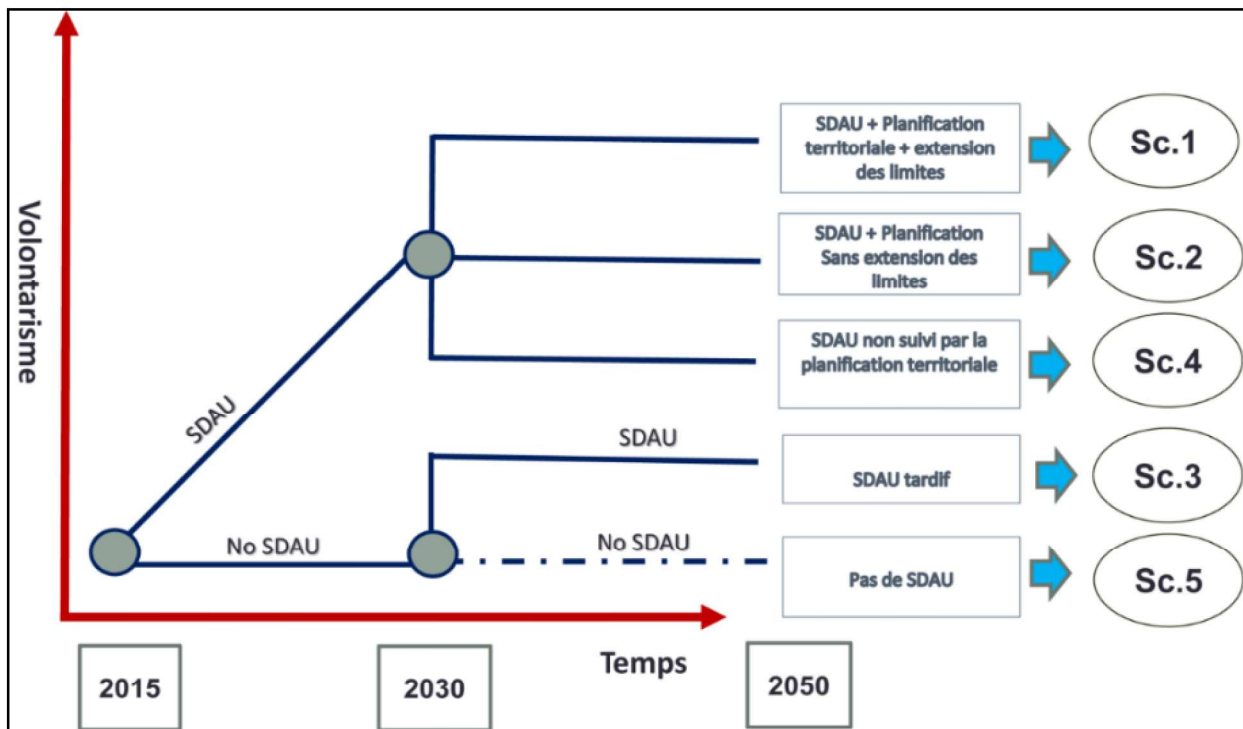 Volontarisme
SDAU + Planification
territoriale + extension
des limites
Sc.1
SDAU + Planification
Sans extension des
limites
Sc.2
SDAU non suivi par la
planification territoriale
Sc.4
SDAU
SDAU
SDAU tardif
Sc.3
No SDAU
No SDAU
Pas de SDAU
Sc.5
Temps
2015
2030
2050